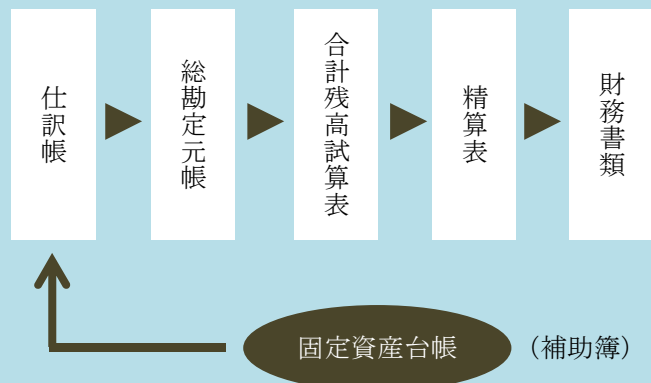 仕訳帳
総勘定元帳
合計残高試算表
精算表
財務書類
固定資産台帳
（補助簿）